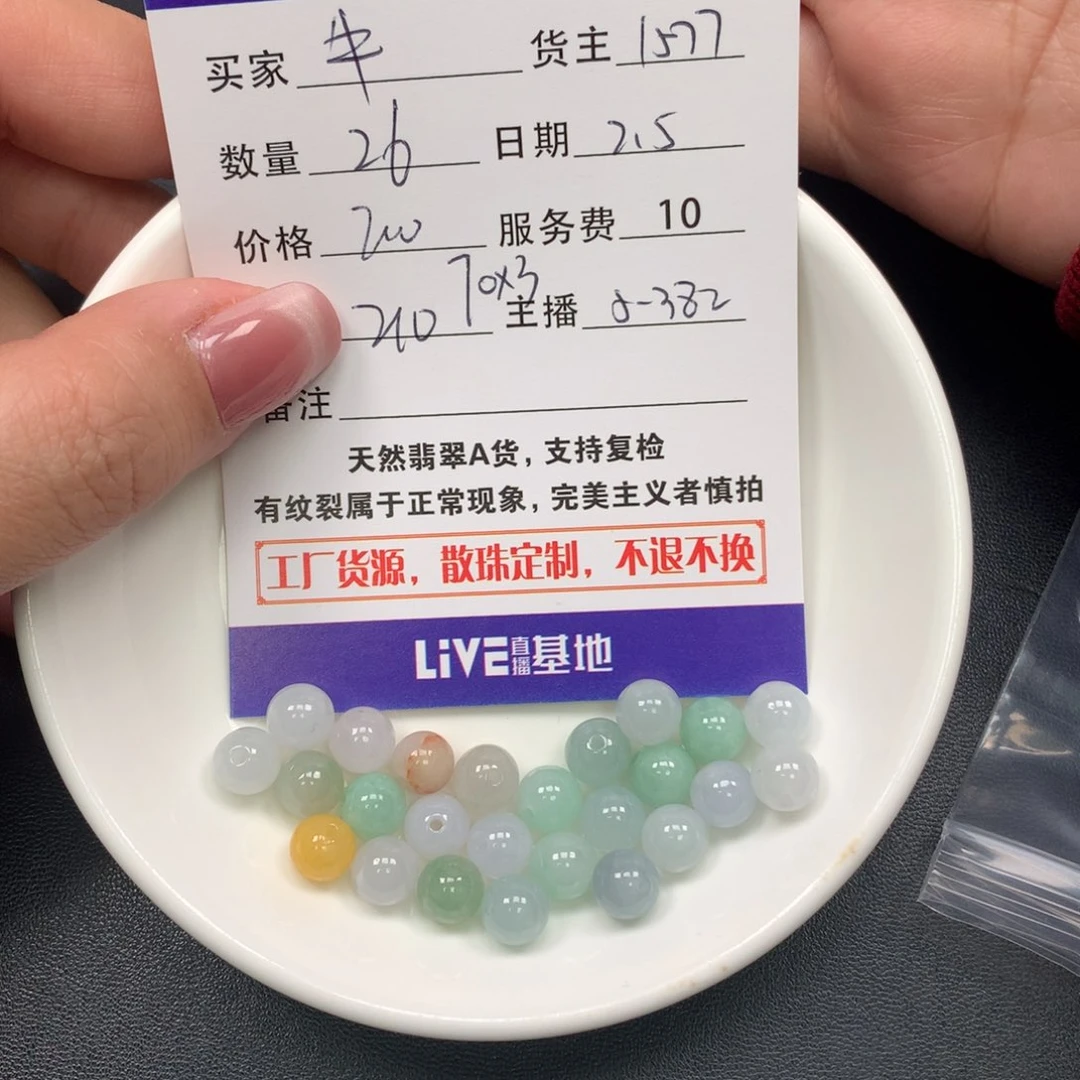 买家 牛 货主 1577
数量 26 日期 2.5
价格 200 服务费 10
70x3
210 主播 8-382
备注
天然翡翠A货，支持复检
有纹裂属于正常现象，完美主义者慎拍
工厂货源，散珠定制，不退不换
LiVE直播基地